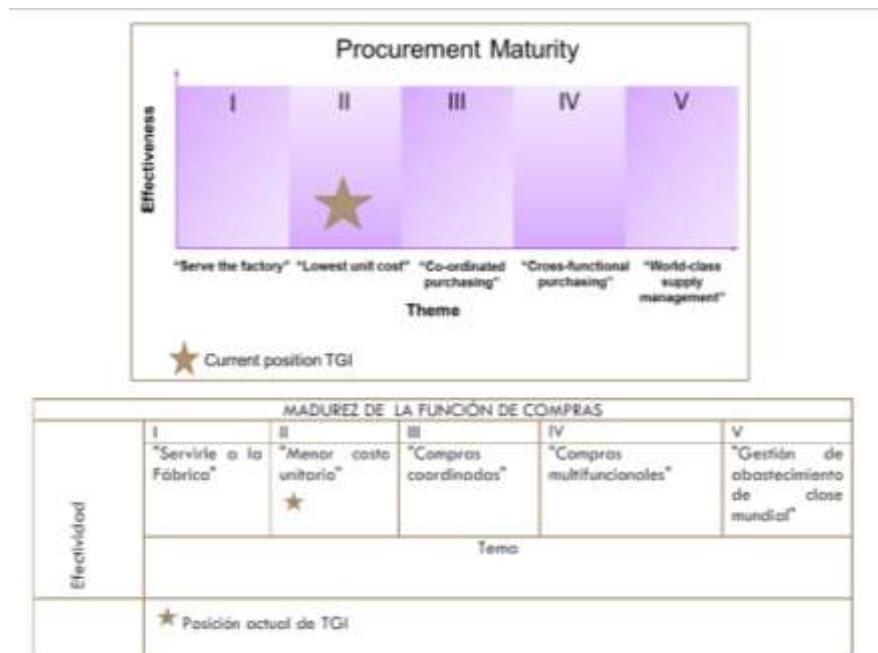 Procurement Maturity
I
II
III
IV
V
Effectiveness
"Serve the factory"
"Lowest unit cost"
"Co-ordinated
purchasing"
"Cross-functional
purchasing"
"World-class
supply
management"
Theme
Current position TGI
MADUREZ DE LA FUNCIÓN DE COMPRAS
Efectividad
I
"Servirle a la
Fábrica"
II
"Menor costo
unitario"
III
"Compras
coordinadas"
IV
"Compras
multifuncionales"
V
"Gestión de
abastecimiento
de clase
mundial"
Tema
Posición actual de TGI